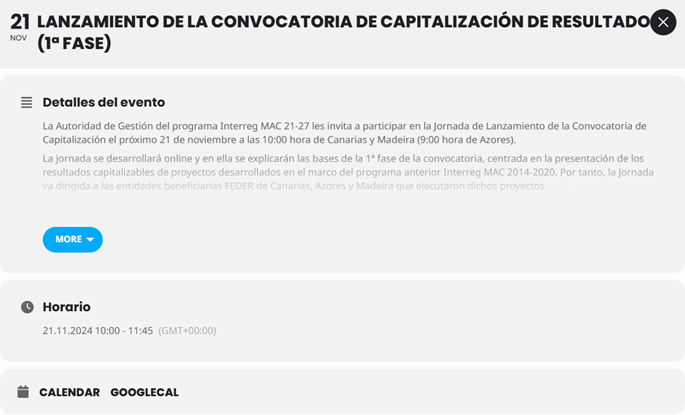 21 LANZAMIENTO DE LA CONVOCATORIA DE CAPITALIZACIÓN DE RESULTADO
NOV (1ª FASE)
Detalles del evento
La Autoridad de Gestión del programa Interreg MAC 21-27 les invita a participar en la Jornada de Lanzamiento de la Convocatoria de
Capitalización el próximo 21 de noviembre a las 10:00 hora de Canarias y Madeira (9:00 hora de Azores).
La jornada se desarrollará online y en ella se explicarán las bases de la 1ª fase de la convocatoria, centrada en la presentación de los
resultados capitalizables de proyectos desarrollados en el marco del programa anterior Interreg MAC 2014-2020. Por tanto, la Jornada
va dirigida a las entidades beneficiarias FEDER de Canarias, Azores y Madeira que ejecutaron dichos proyectos.
MORE
Horario
21.11.2024 10:00 - 11:45 (GMT+00:00)
CALENDAR GOOGLECAL